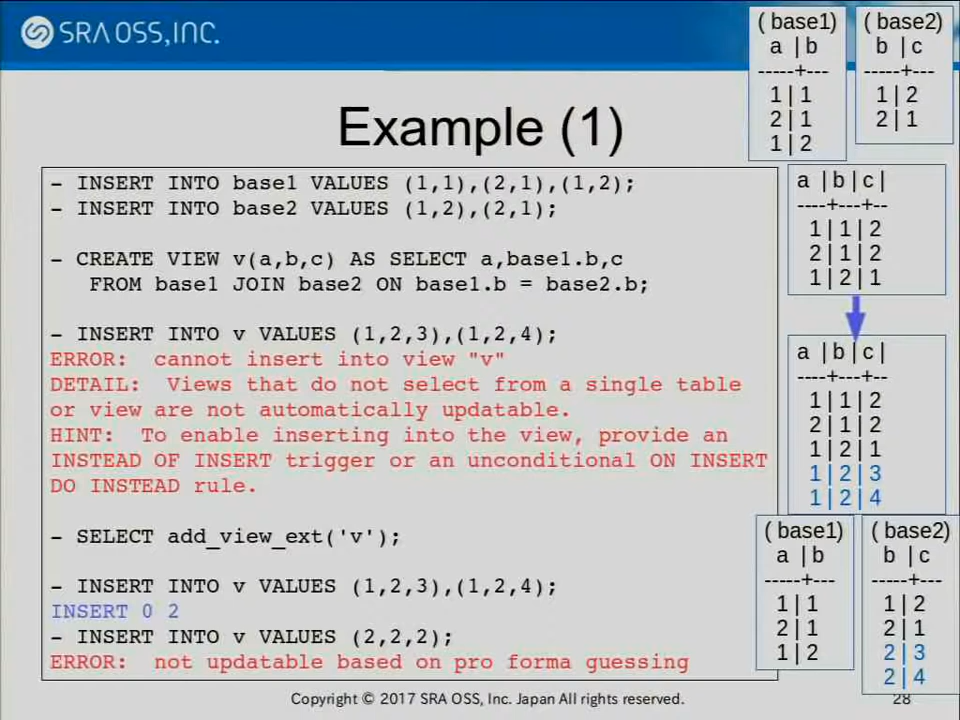 SRA OSS, INC.
Example (1)
- INSERT INTO base1 VALUES (1,1),(2,1),(1,2);
- INSERT INTO base2 VALUES (1,2),(2,1);
- CREATE VIEW v(a,b,c) AS SELECT a,base1.b,c
FROM base1 JOIN base2 ON base1.b = base2.b;
- INSERT INTO v VALUES (1,2,3),(1,2,4);
ERROR:  cannot insert into view "v"
DETAIL:  Views that do not select from a single table
or view are not automatically updatable.
HINT:  To enable inserting into the view, provide an
INSTEAD OF INSERT trigger or an unconditional ON INSERT
DO INSTEAD rule.
- SELECT add_view_ext('v');
- INSERT INTO v VALUES (1,2,3),(1,2,4);
INSERT 0 2
- INSERT INTO v VALUES (2,2,2);
ERROR:  not updatable based on pro forma guessing
(base1)
a |b
-----+---
1|1
2|1
1|2
(base2)
b |c
-----+---
1|2
2|1
a |b|c|
----+---+--
1|1|2
2|1|2
1|2|1
a |b|c|
----+---+--
1|1|2
2|1|2
1|2|1
1|2|3
1|2|4
(base1)
a |b
-----+---
1|1
2|1
1|2
(base2)
b |c
-----+---
1|2
2|1
2|3
2|4
Copyright © 2017 SRA OSS, Inc. Japan All rights reserved.
28